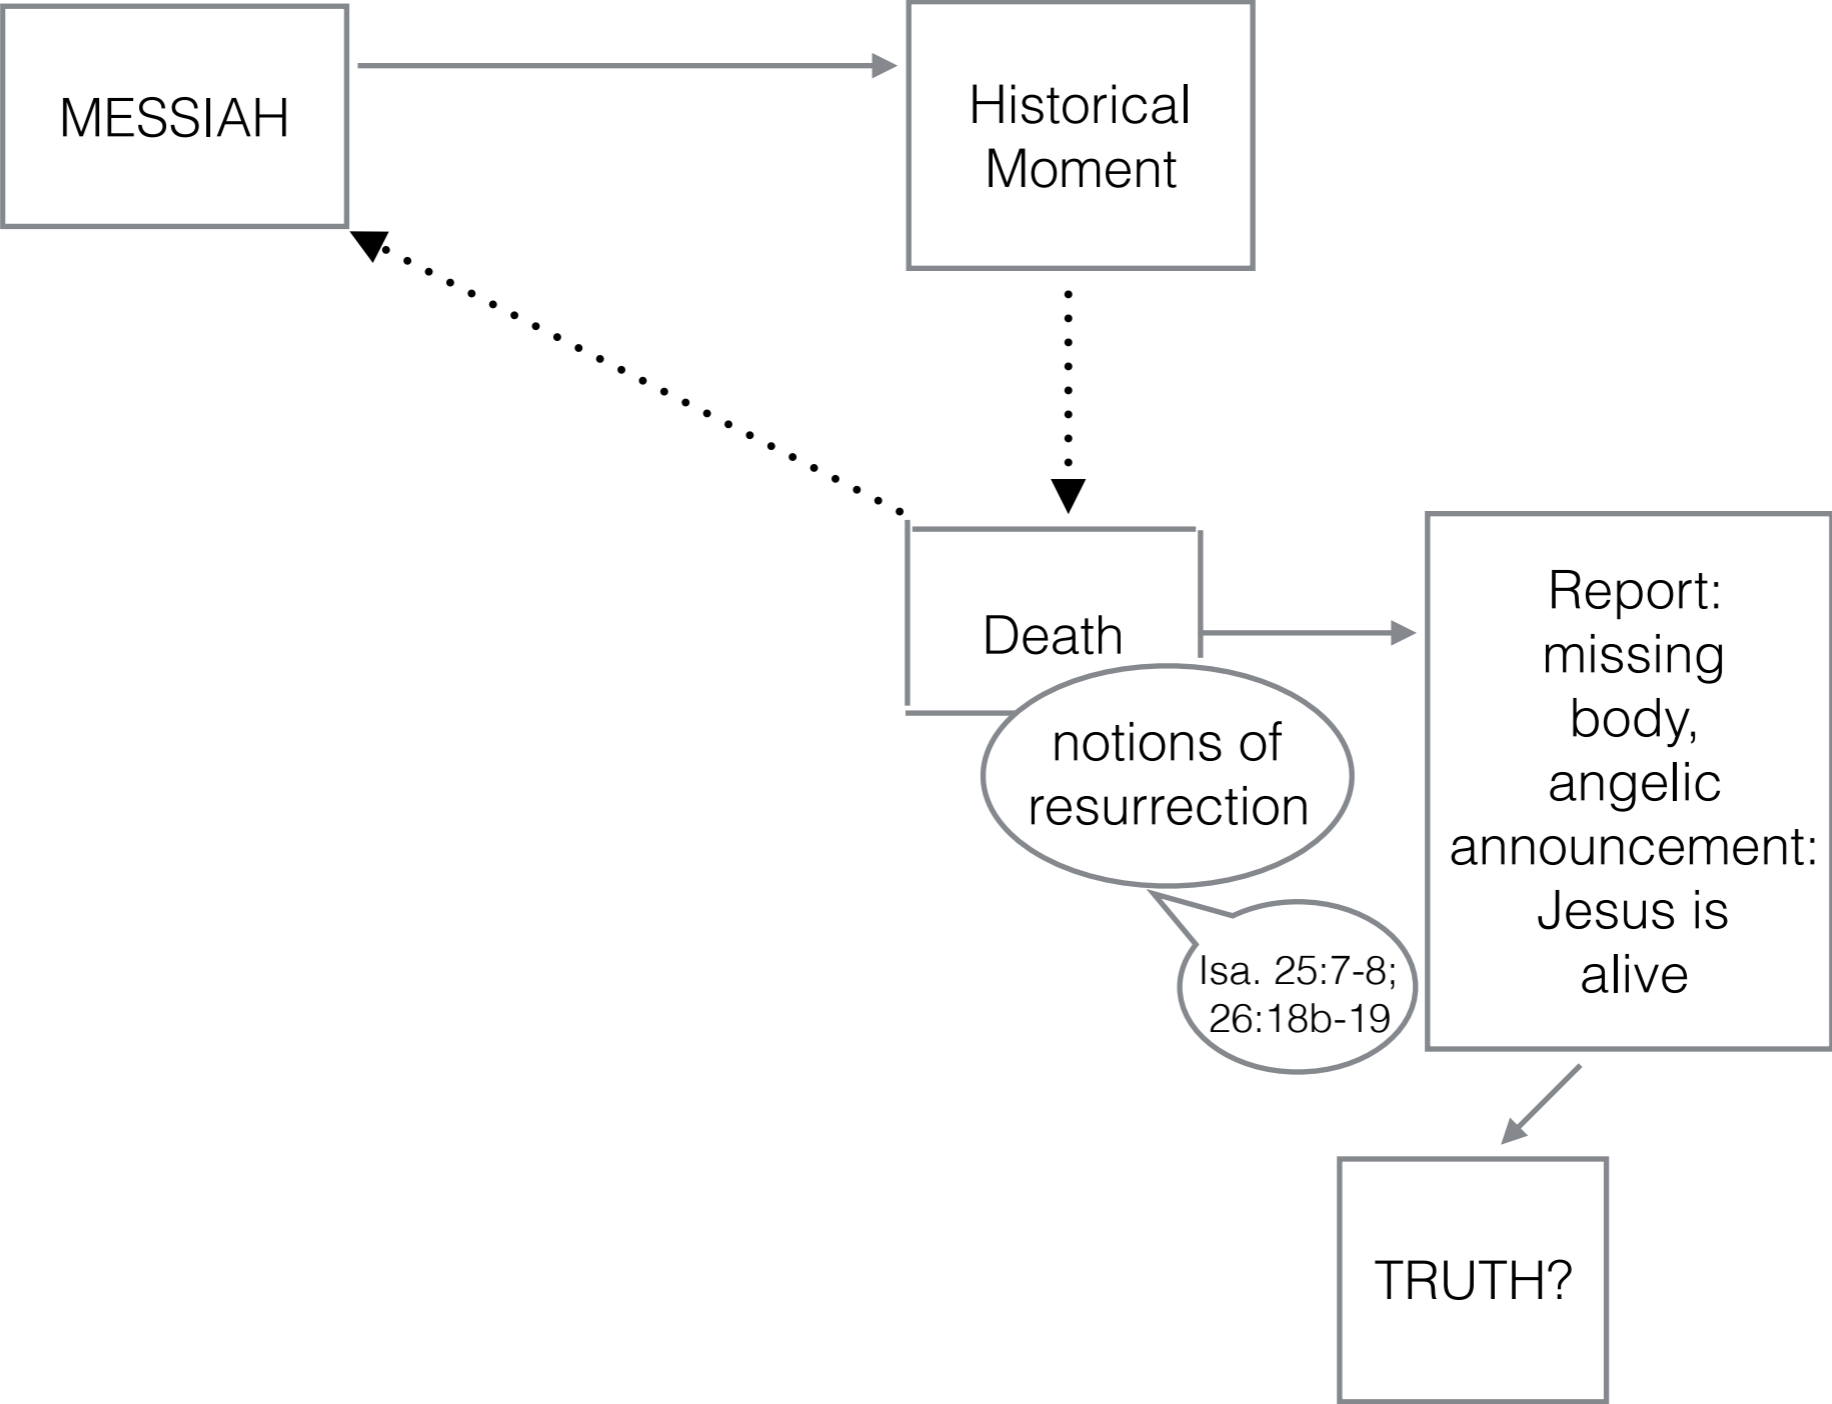 MESSIAH
Historical
Moment
Death
notions of
resurrection
Isa. 25:7-8;
26:18b-19
Report:
missing
body,
angelic
announcement:
Jesus is
alive
TRUTH?